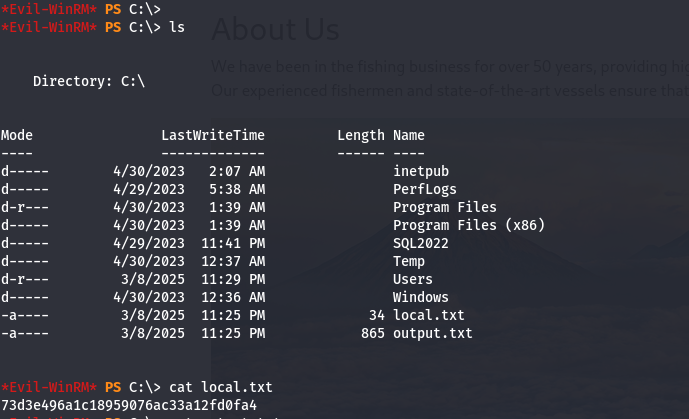 *Evil-WinRM* PS C:\>
*Evil-WinRM* PS C:\> ls
About Us
We have been in the fishing business for over 50 years, providing hi
Our experienced fishermen and state-of-the-art vessels ensure that
Directory: C:\
Mode                LastWriteTime         Length Name
----                -------------         ------ ----
d-----        4/30/2023   2:07 AM                inetpub
d-----        4/29/2023   5:38 AM                PerfLogs
d-r---        4/30/2023   1:39 AM                Program Files
d-----        4/30/2023   1:39 AM                Program Files (x86)
d-----        4/29/2023  11:41 PM                SQL2022
d-----        4/30/2023  12:37 AM                Temp
d-r---         3/8/2025  11:29 PM                Users
d-----        4/30/2023  12:36 AM                Windows
-a----         3/8/2025  11:25 PM             34 local.txt
-a----         3/8/2025  11:25 PM            865 output.txt
*Evil-WinRM* PS C:\> cat local.txt
73d3e496a1c18959076ac33a12fd0fa4